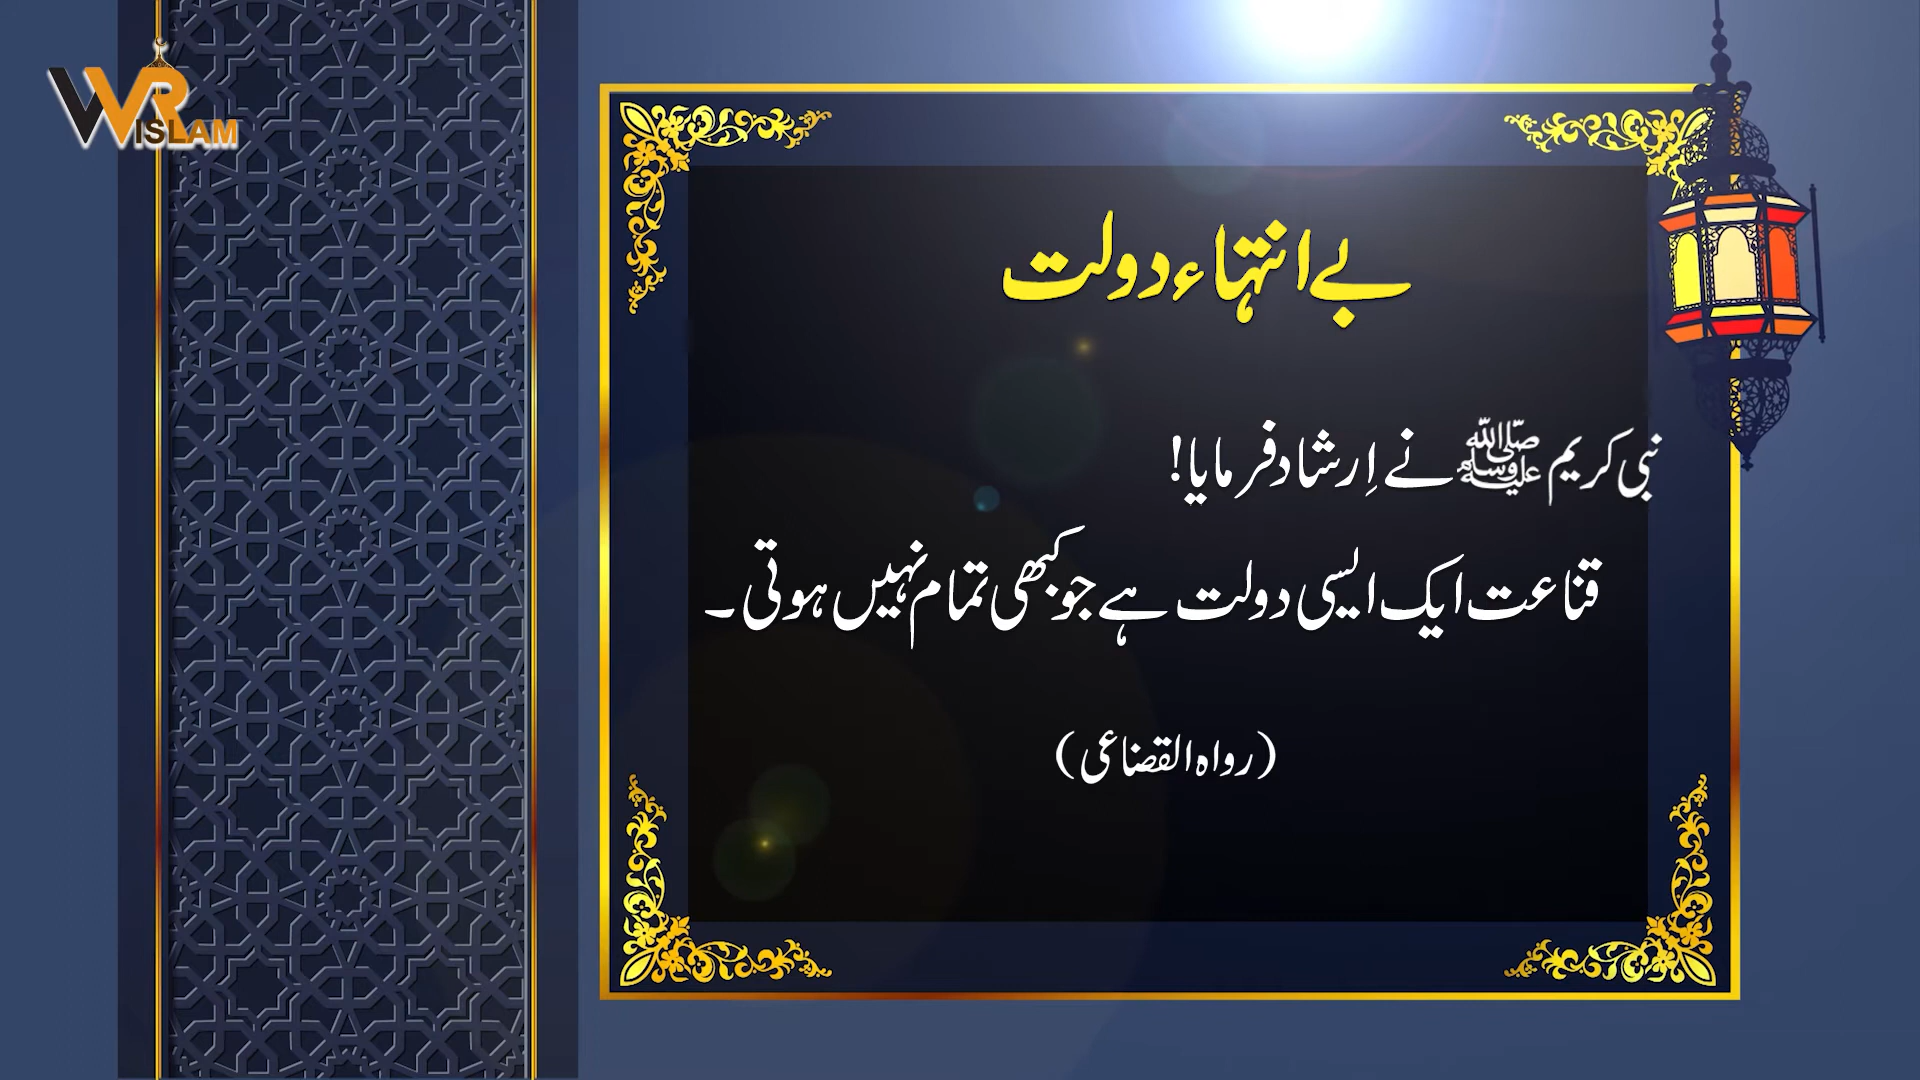 WR ISLAM
بے انتہاء دولت
نبی کریم ﷺ نے اِرشاد فرمایا!
قناعت ایک ایسی دولت ہے جو کبھی تمام نہیں ہوتی۔
(رواہ القضاعی)